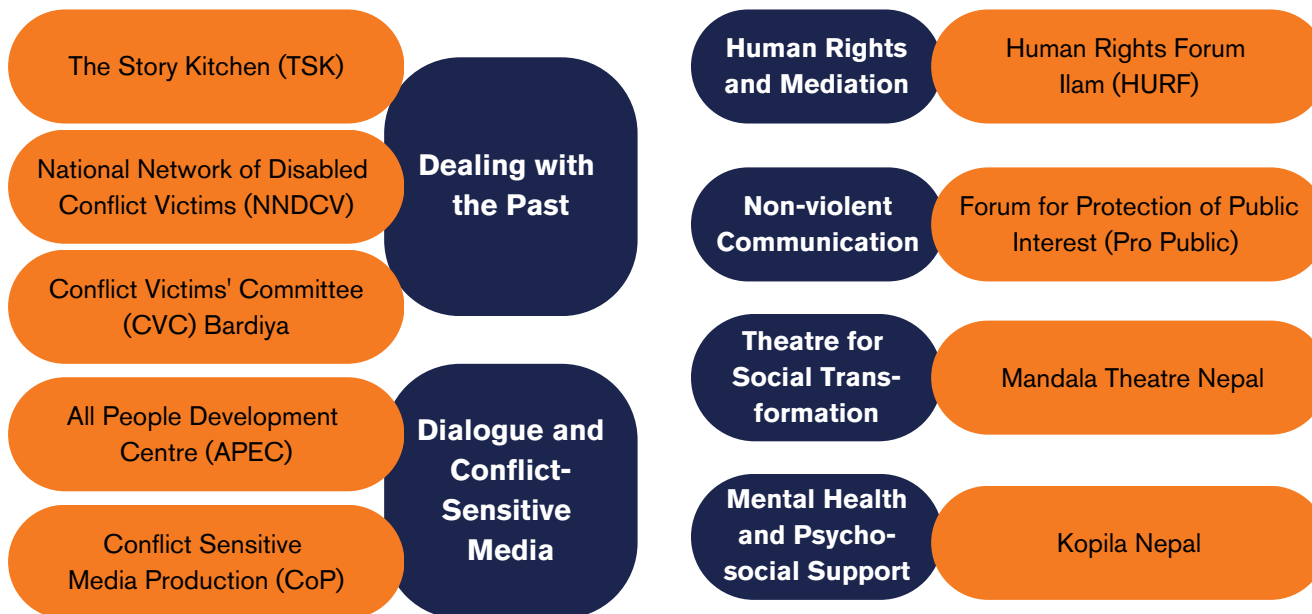 The Story Kitchen (TSK)
National Network of Disabled
Conflict Victims (NNDCV)
Conflict Victims' Committee
(CVC) Bardiya
Dealing with
the Past
All People Development
Centre (APEC)
Conflict Sensitive
Media Production (CoP)
Dialogue and
Conflict-
Sensitive
Media
Human Rights
and Mediation
Human Rights Forum
Ilam (HURF)
Non-violent
Communication
Forum for Protection of Public
Interest (Pro Public)
Theatre for
Social Trans-
formation
Mandala Theatre Nepal
Mental Health
and Psycho-
social Support
Kopila Nepal